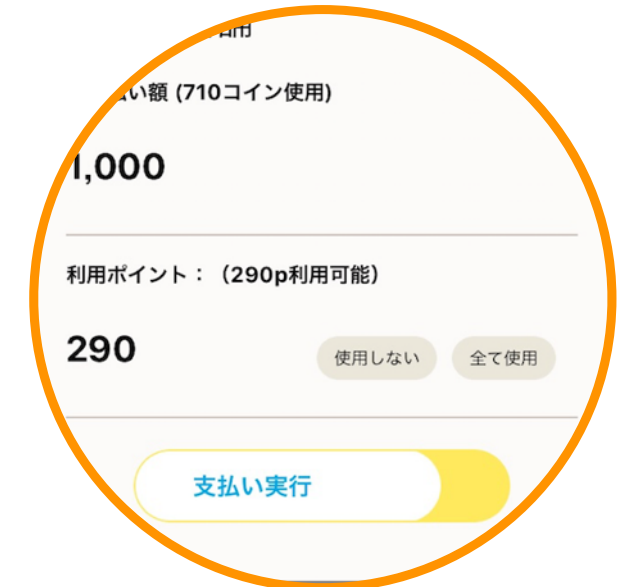 い額 (710コイン使用)
1,000
利用ポイント：（290p利用可能）
290
使用しない 全て使用
支払い実行